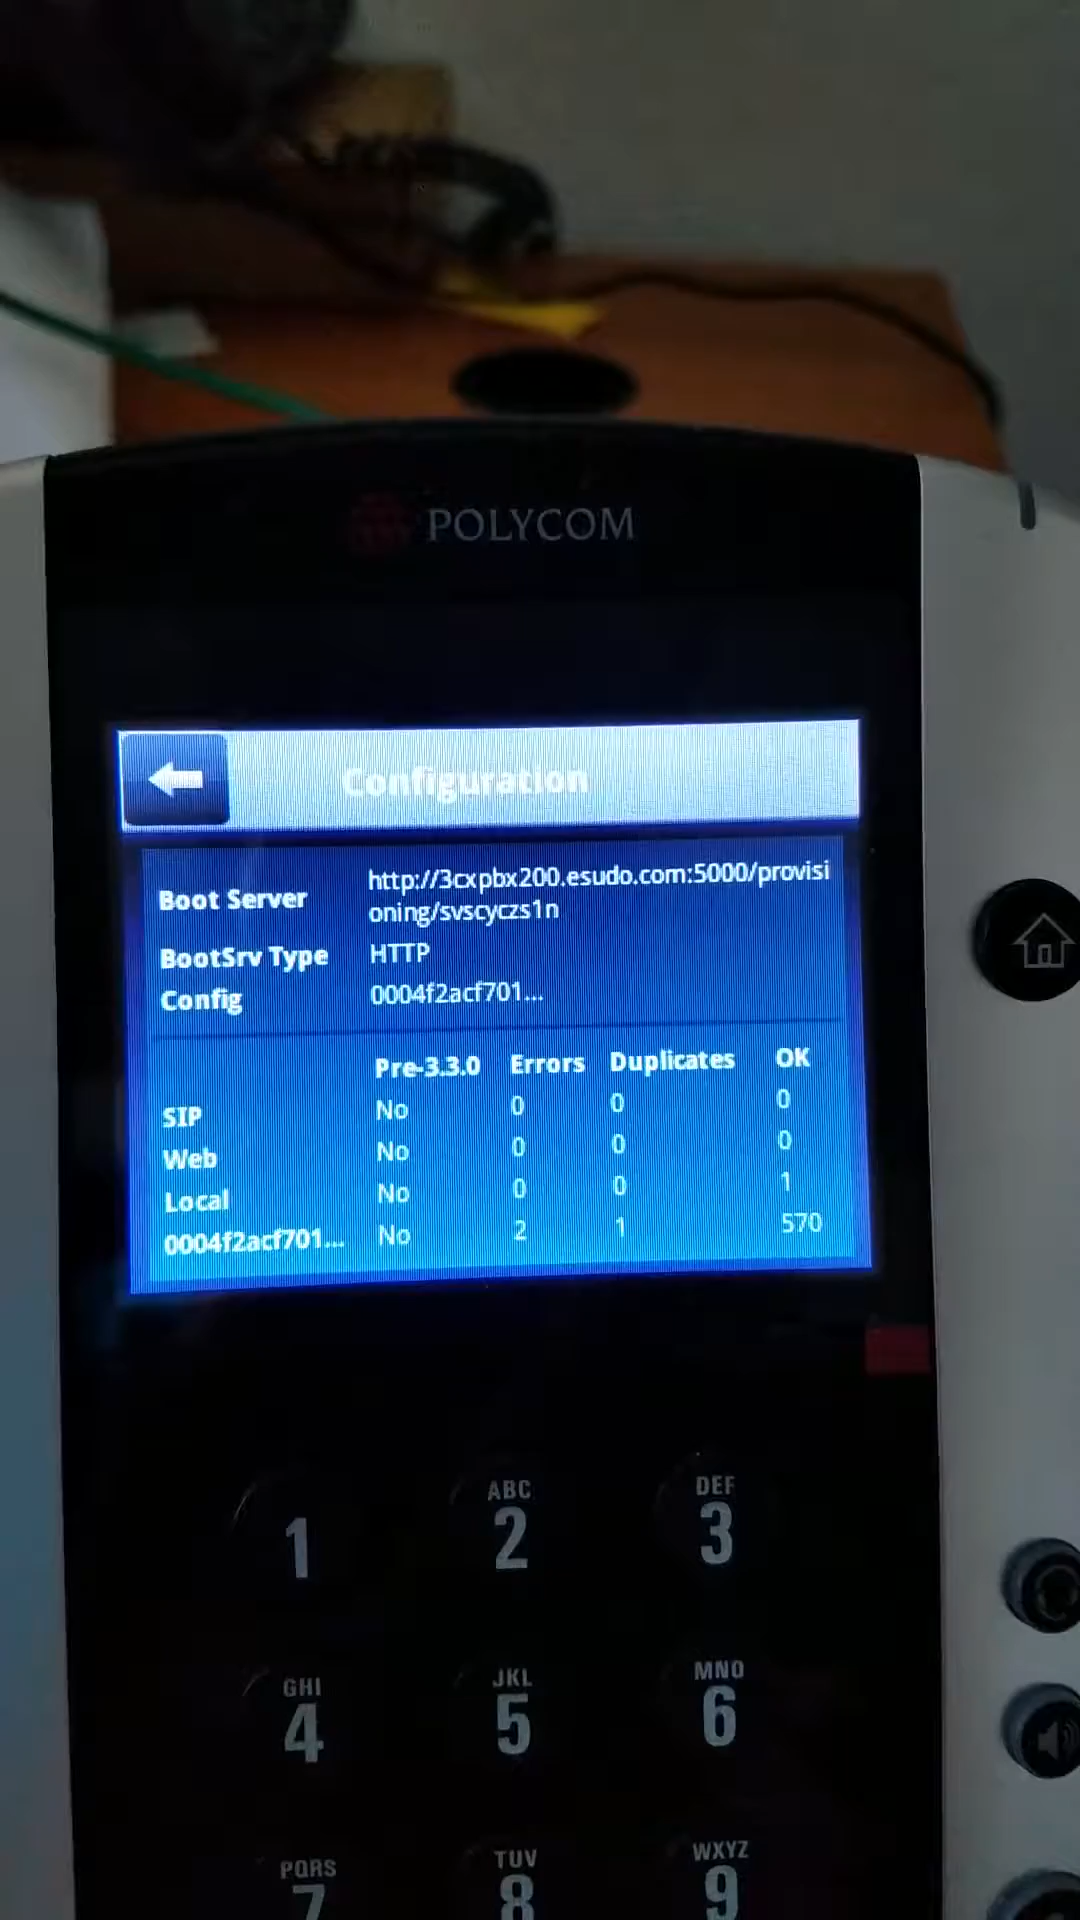 POLYCOM
Configuration
Boot Server http://3cxpbx200.esudo.com:5000/provisi
oning/svscyczs1n
BootSrv Type HTTP
Config 0004f2acf701...
Pre-3.3.0 Errors Duplicates OK
SIP No 0 0 0
Web No 0 0 0
Local No 0 0 1
0004f2acf701... No 2 1 570
ABC DEF
1 2 3
GHI JKL MNO
4 5 6
PQRS TUV WXYZ
7 8 9